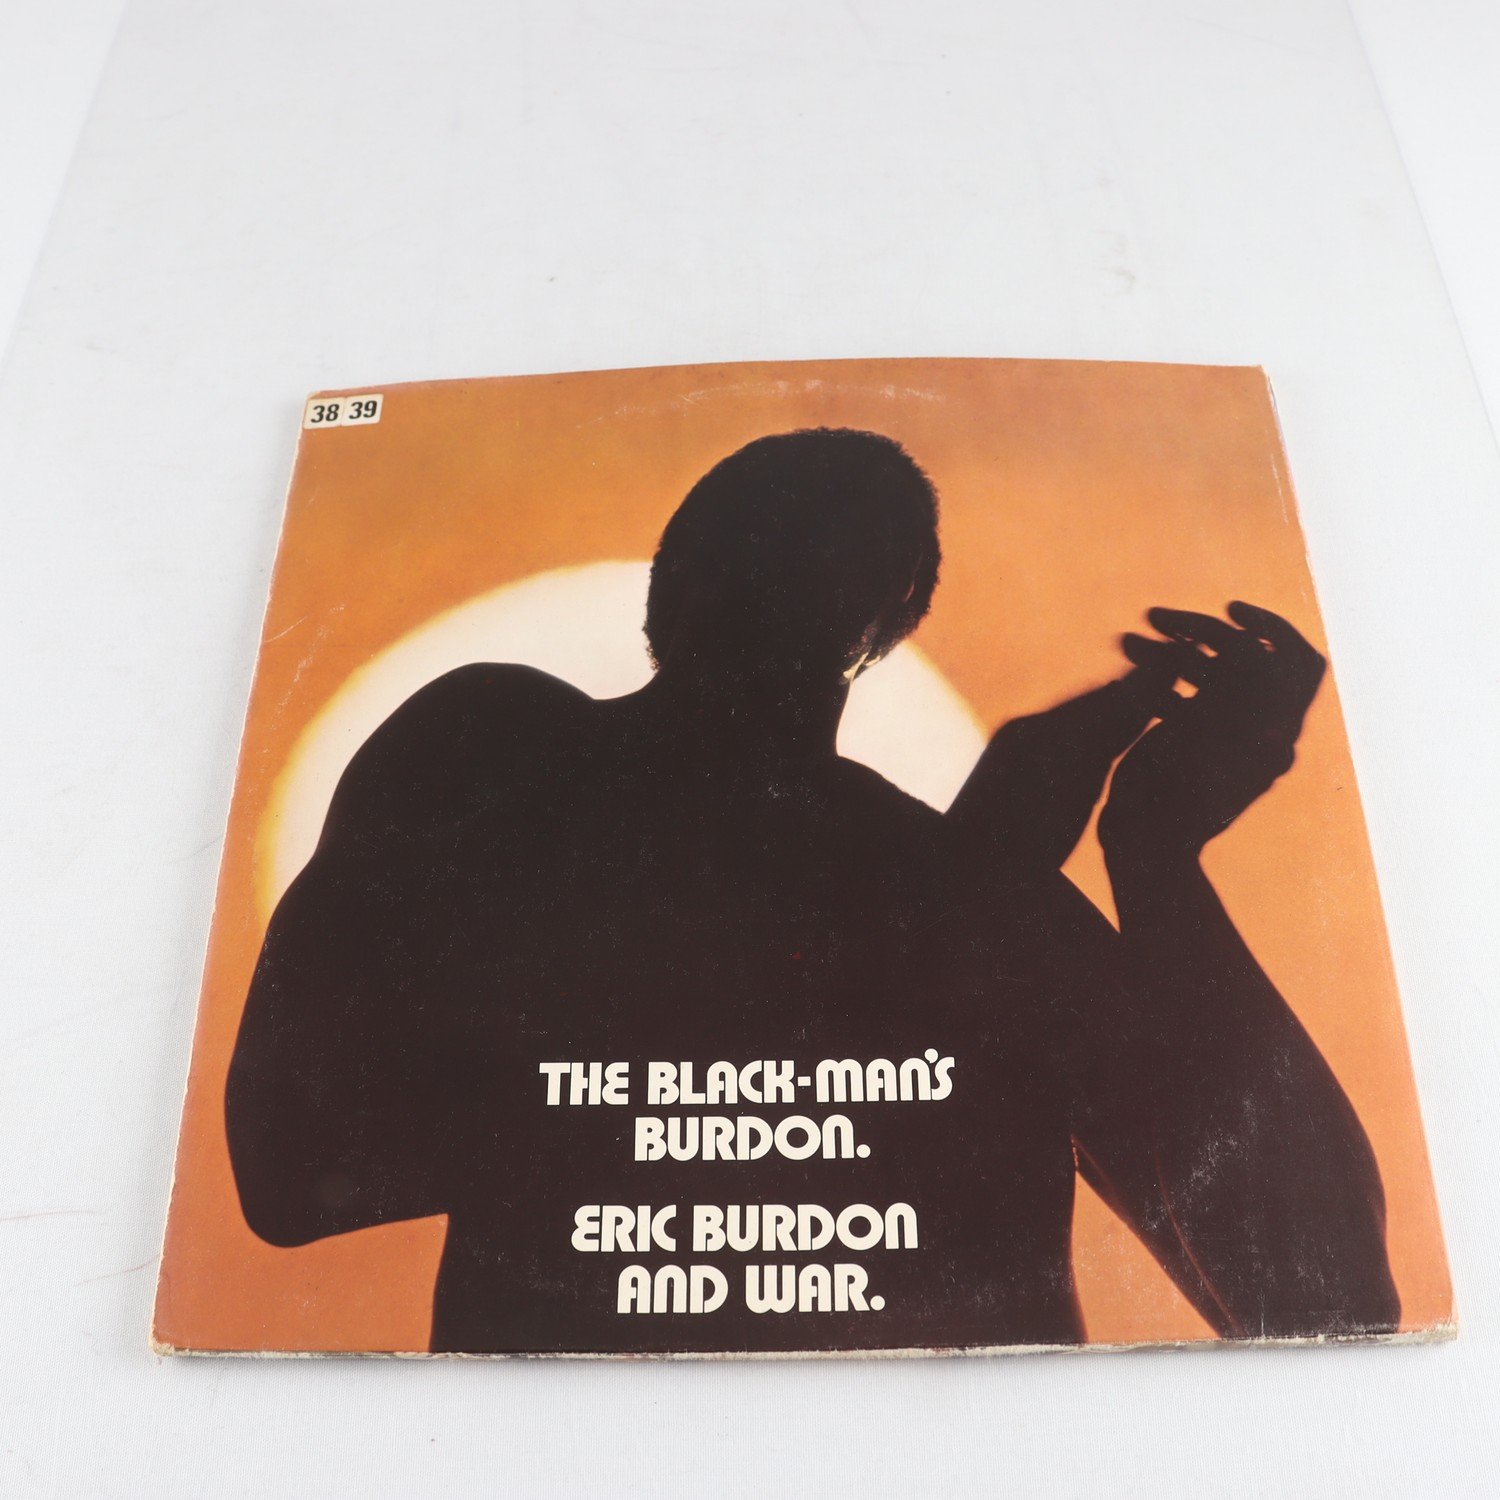 38 39
THE BLACK-MAN'S
BURDON.
ERIC BURDON
AND WAR.